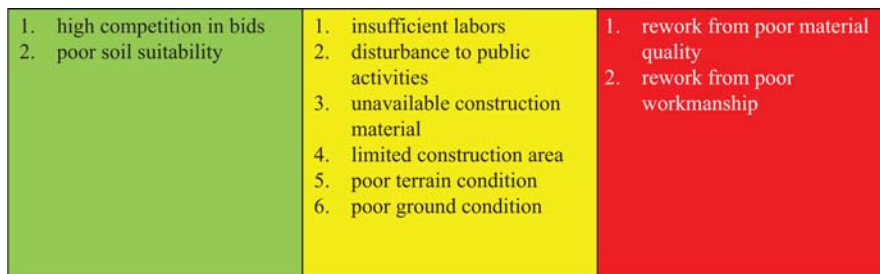 1. high competition in bids
2. poor soil suitability
1. insufficient labors
2. disturbance to public
activities
3. unavailable construction
material
4. limited construction area
5. poor terrain condition
6. poor ground condition
1. rework from poor material
quality
2. rework from poor
workmanship